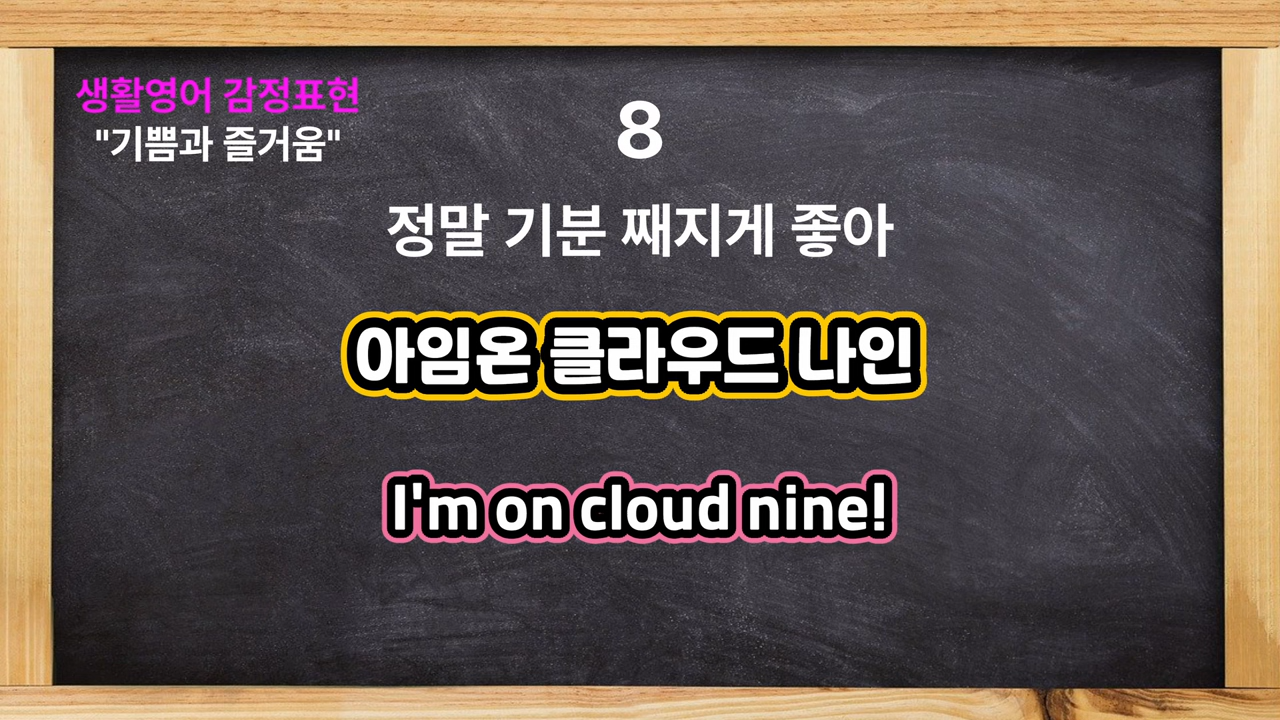 생활영어 감정표현
"기쁨과 즐거움"
8
정말 기분 째지게 좋아
아임온 클라우드 나인
I'm on cloud nine!